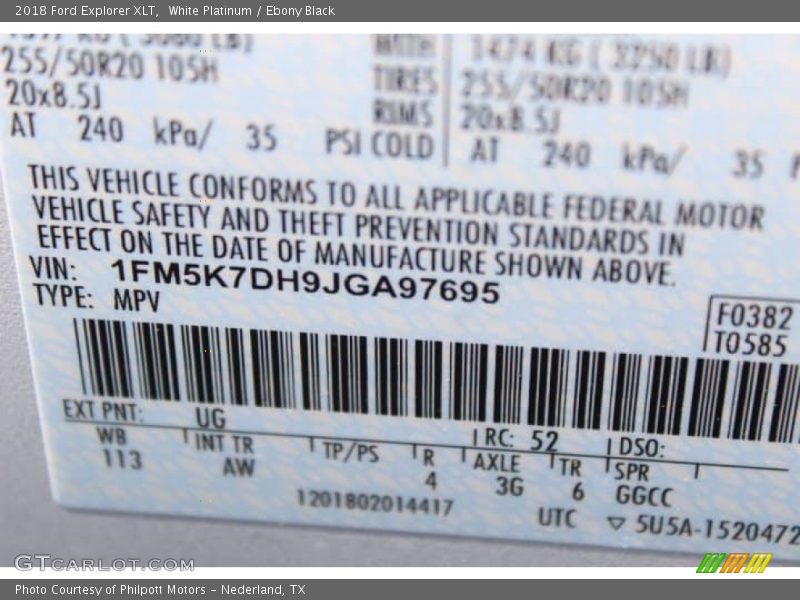 2018 Ford Explorer XLT, White Platinum / Ebony Black
WITH 1474 KG ( 3250 LB)
255/50R20 105H TIRES 255/50R20 105H
20x8.5J RIMS 20x8.5J
AT 240 kPa/ 35 PSI COLD AT 240 kPa/ 35
THIS VEHICLE CONFORMS TO ALL APPLICABLE FEDERAL MOTOR
VEHICLE SAFETY AND THEFT PREVENTION STANDARDS IN
EFFECT ON THE DATE OF MANUFACTURE SHOWN ABOVE.
VIN: 1FM5K7DH9JGA97695
TYPE: MPV
F0382
T0585
EXT PNT: UG RC: 52 DSO:
WB INT TR TP/PS R AXLE TR SPR
113 AW 4 3G 6 GGCC
1201802014417 UTC ▽ 5U5A-1520472
GTCARLOT.COM
Photo Courtesy of Philpott Motors - Nederland, TX